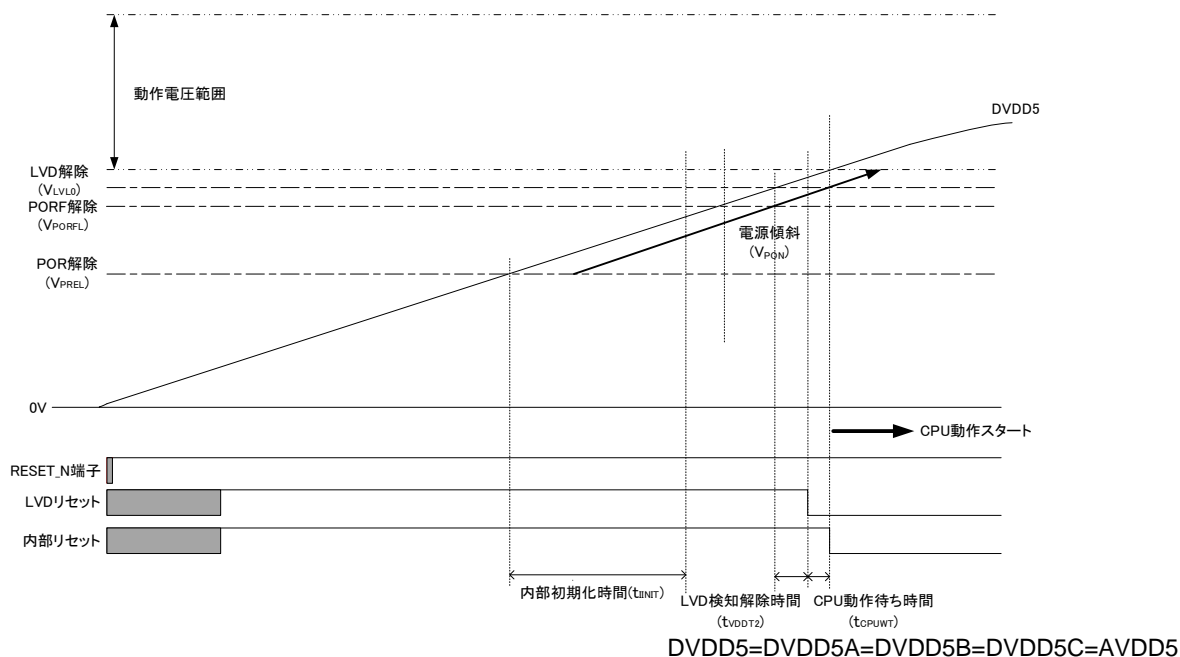 動作電圧範囲
DVDD5
LVD解除
(VLVL0)
PORF解除
(VPORFL)
電源傾斜
(VPON)
POR解除
(VPREL)
0V
CPU動作スタート
RESET_N端子
LVDリセット
内部リセット
内部初期化時間(tIINIT)
LVD検知解除時間
(tVDDT2)
CPU動作待ち時間
(tCPUWT)
DVDD5=DVDD5A=DVDD5B=DVDD5C=AVDD5